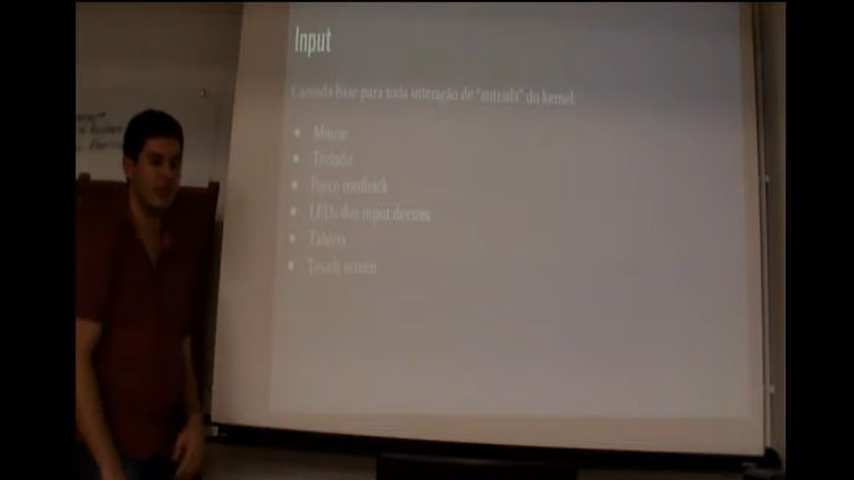 Input
Camada base para toda interação de "entrada" do kernel
• Mouse
• Teclado
• Force feedback
• LEDs dos input devices
• Tablets
• Touch screen